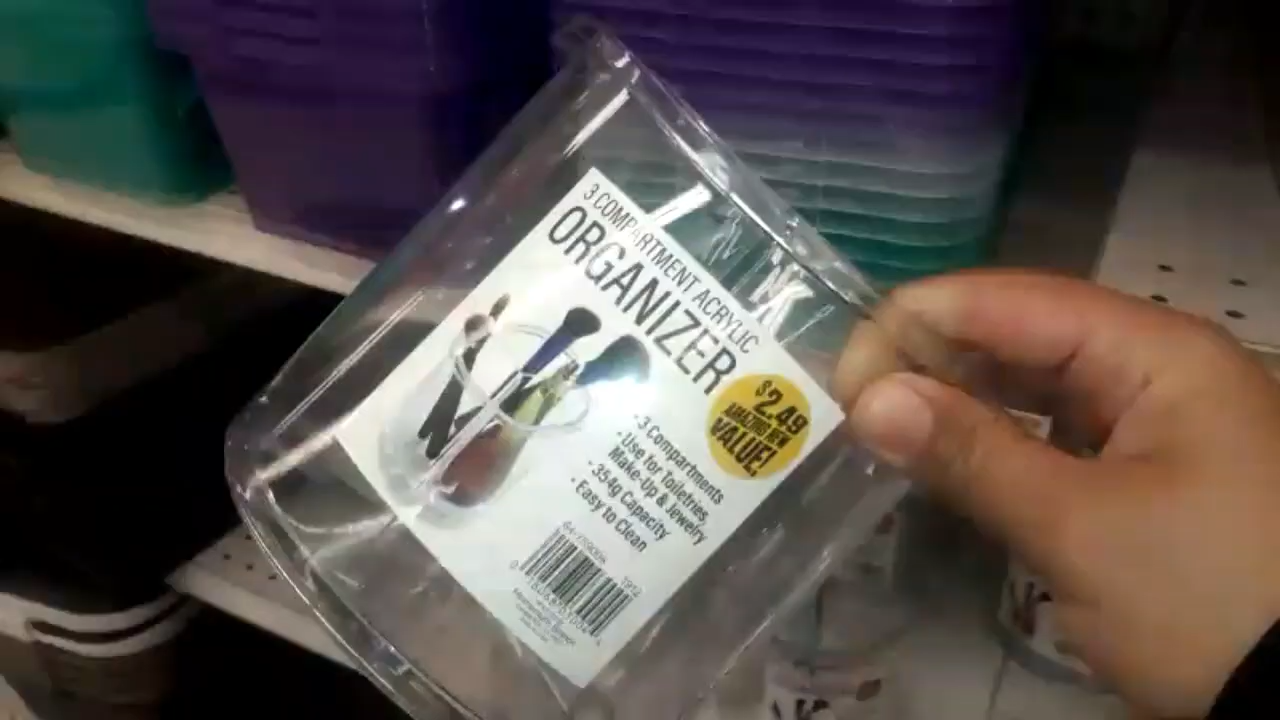 3 COMPARTMENT ACRYLIC
ORGANIZER
$2.49
AMAZING NEW
VALUE!
- 3 Compartments
- Use for Toiletries,
Make-Up & Jewelry
- 354g Capacity
- Easy to Clean